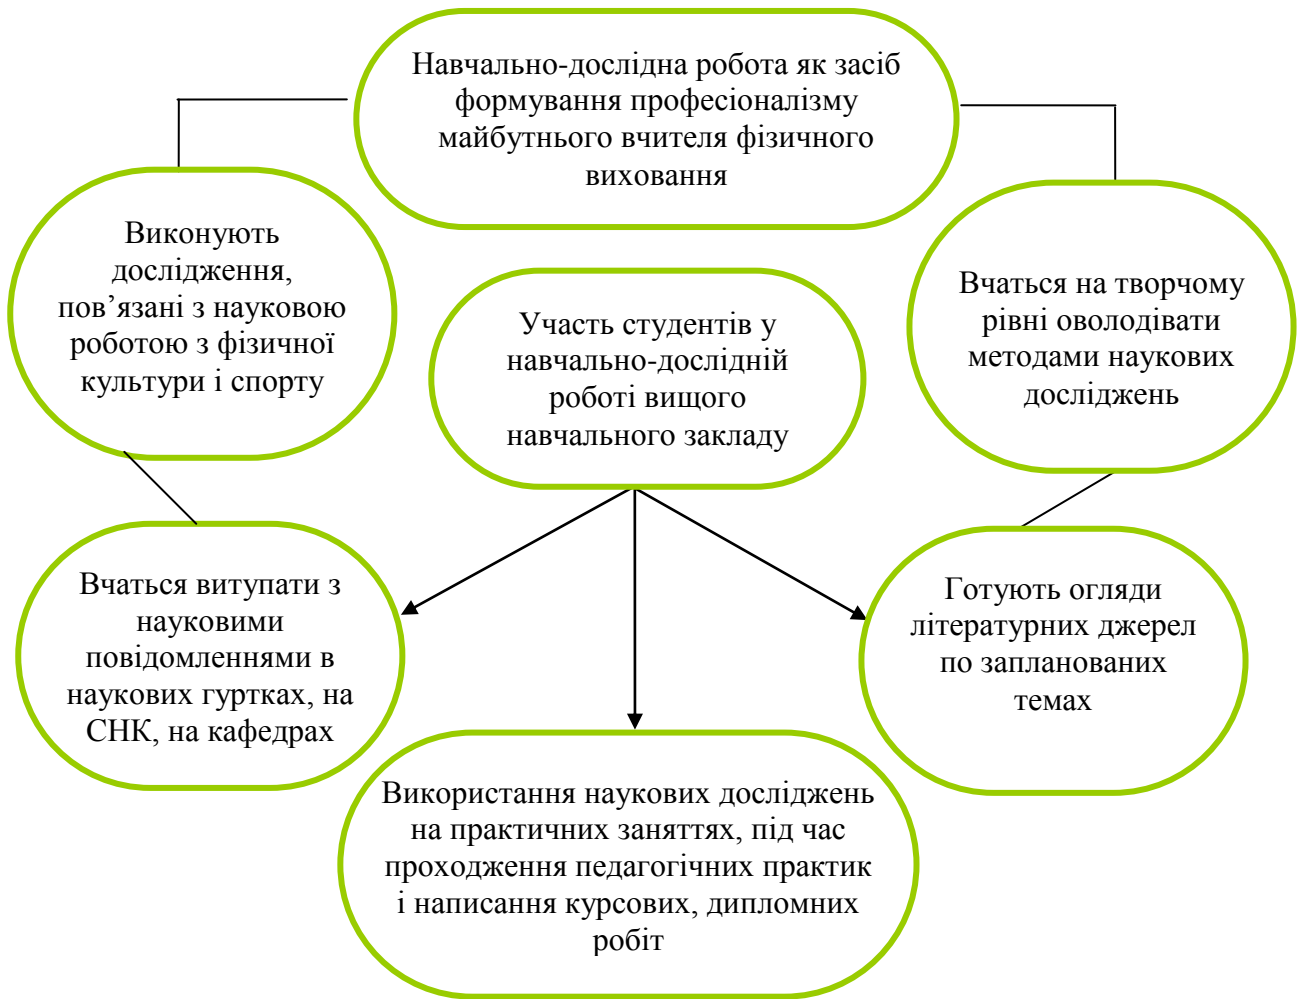 Навчально-дослідна робота як засіб
формування професіоналізму
майбутнього вчителя фізичного
виховання
Виконують
дослідження,
пов’язані з науковою
роботою з фізичної
культури і спорту
Участь студентів у
навчально-дослідній
роботі вищого
навчального закладу
Вчаться на творчому
рівні оволодівати
методами наукових
досліджень
Вчаться витупати з
науковими
повідомленнями в
наукових гуртках, на
СНК, на кафедрах
Готують огляди
літературних джерел
по запланованих
темах
Використання наукових досліджень
на практичних заняттях, під час
проходження педагогічних практик
і написання курсових, дипломних
робіт